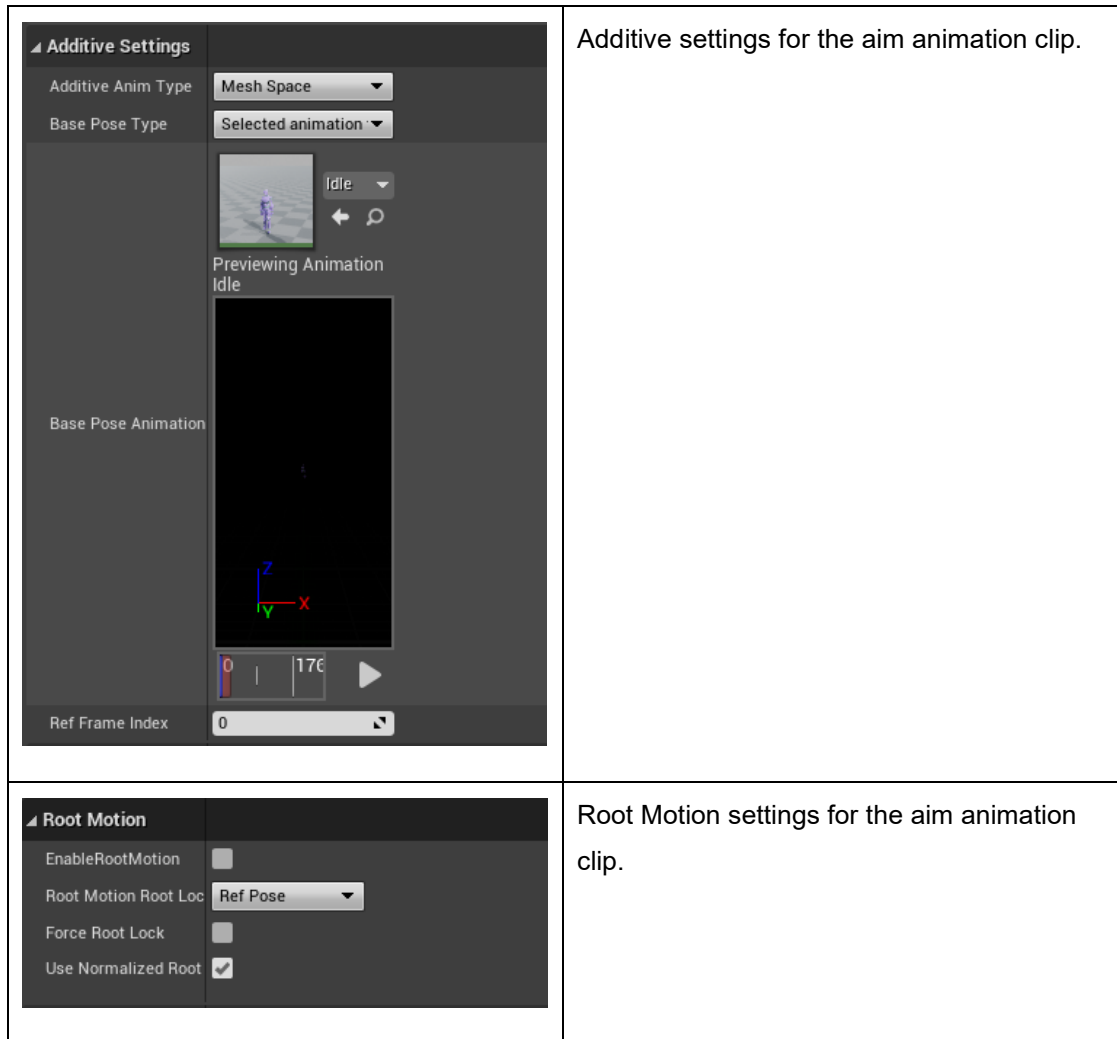 Additive Settings
Additive Anim Type
Mesh Space
Base Pose Type
Selected animation
Idle
Previewing Animation
Idle
Base Pose Animation
Z
X
Y
0
176
Ref Frame Index
0
Additive settings for the aim animation clip.
Root Motion
EnableRootMotion
Root Motion Root Loc
Ref Pose
Force Root Lock
Use Normalized Root
Root Motion settings for the aim animation
clip.